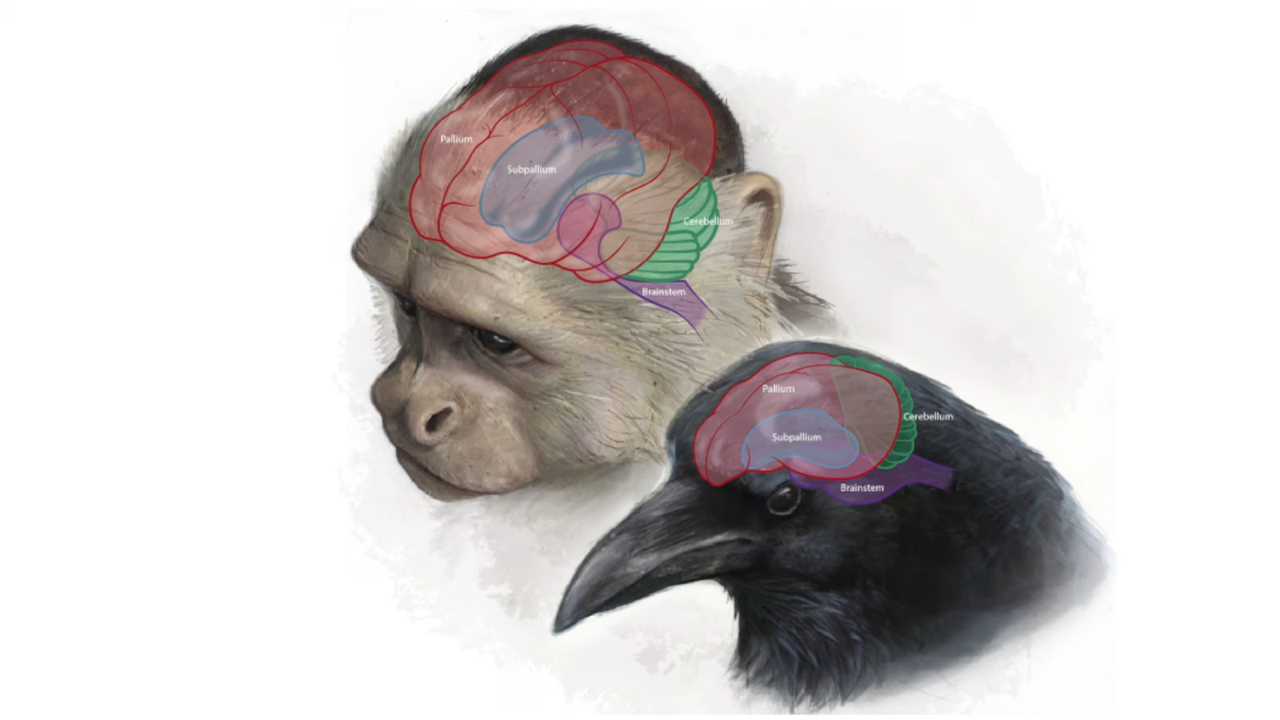 Pallium
Subpallium
Cerebellum
Brainstem
Pallium
Cerebellum
Subpallium
Brainstem